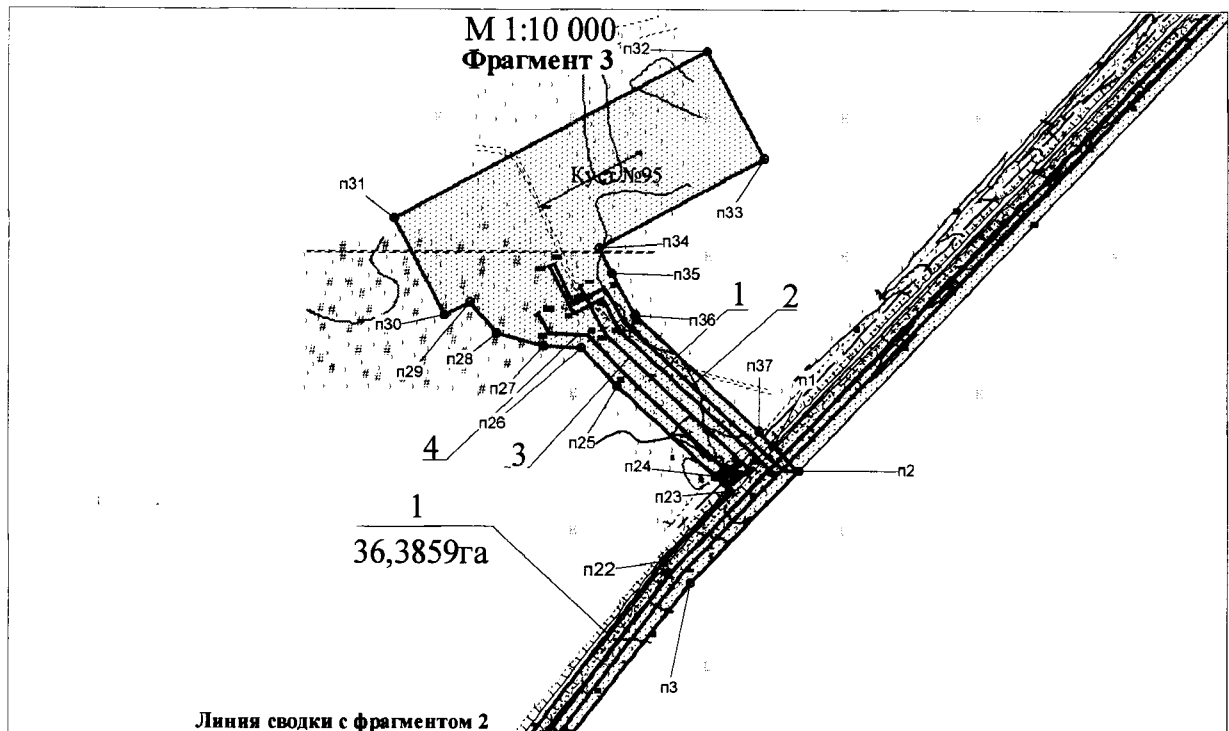 М 1:10 000
Фрагмент 3
п32
Куст №95
п33
п31
п34
п35
1
2
п30
п36
п29
п28
п37
п1
п27
п26
п25
4
3
п24
п2
п23
1
36,3859га
п22
п3
Линия сводки с фрагментом 2